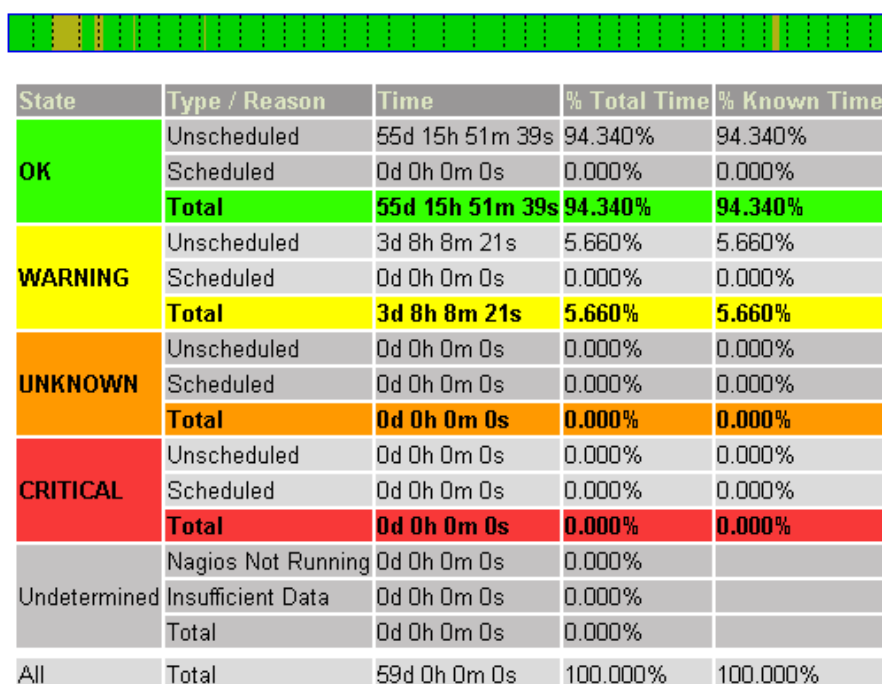 State Type / Reason Time % Total Time % Known Time
Unscheduled 55d 15h 51m 39s 94.340% 94.340%
OK Scheduled 0d 0h 0m 0s 0.000% 0.000%
Total 55d 15h 51m 39s 94.340% 94.340%
Unscheduled 3d 8h 8m 21s 5.660% 5.660%
WARNING Scheduled 0d 0h 0m 0s 0.000% 0.000%
Total 3d 8h 8m 21s 5.660% 5.660%
Unscheduled 0d 0h 0m 0s 0.000% 0.000%
UNKNOWN Scheduled 0d 0h 0m 0s 0.000% 0.000%
Total 0d 0h 0m 0s 0.000% 0.000%
Unscheduled 0d 0h 0m 0s 0.000% 0.000%
CRITICAL Scheduled 0d 0h 0m 0s 0.000% 0.000%
Total 0d 0h 0m 0s 0.000% 0.000%
Nagios Not Running 0d 0h 0m 0s 0.000%
Undetermined Insufficient Data 0d 0h 0m 0s 0.000%
Total 0d 0h 0m 0s 0.000%
All Total 59d 0h 0m 0s 100.000% 100.000%